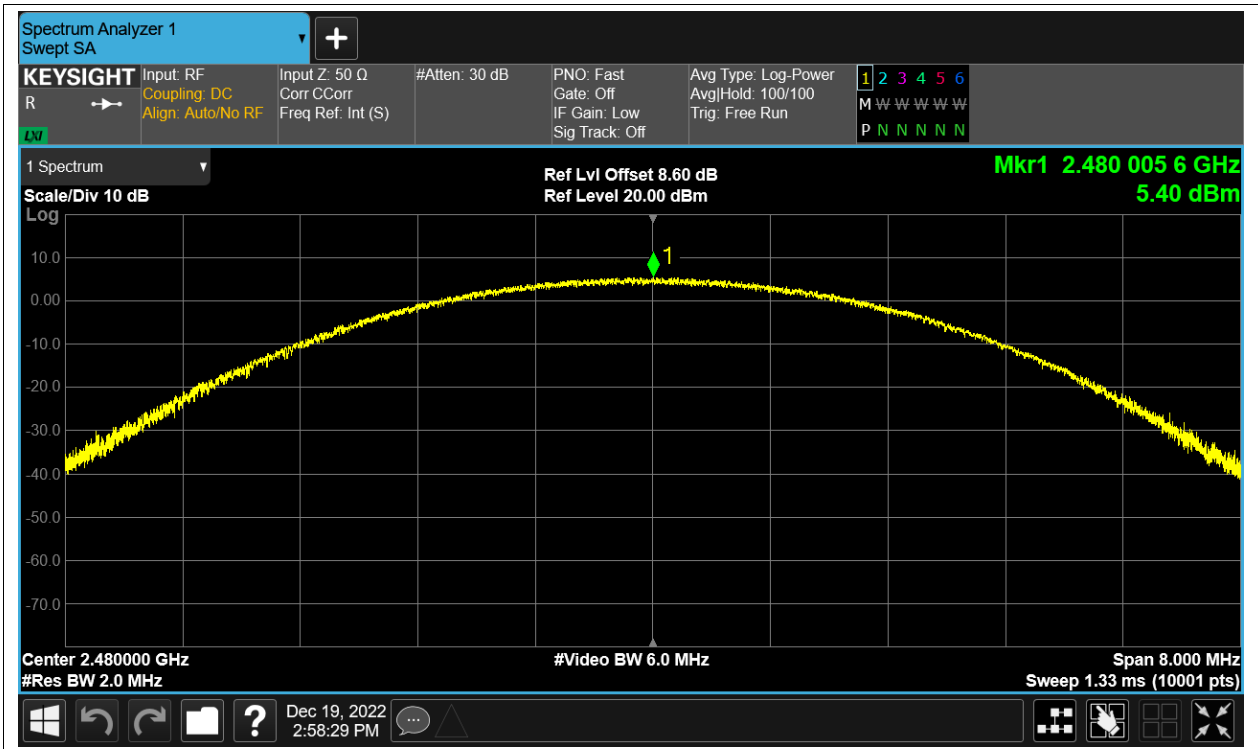 Spectrum Analyzer 1
Swept SA
KEYSIGHT
R
LXI
Input: RF
Coupling: DC
Align: Auto/No RF
Input Z: 50 Ω
Corr CCorr
Freq Ref: Int (S)
#Atten: 30 dB
PNO: Fast
Gate: Off
IF Gain: Low
Sig Track: Off
Avg Type: Log-Power
Avg|Hold: 100/100
Trig: Free Run
1 2 3 4 5 6
M W W W W W
P N N N N N
1 Spectrum
Scale/Div 10 dB
Log
Ref Lvl Offset 8.60 dB
Ref Level 20.00 dBm
Mkr1 2.480 005 6 GHz
5.40 dBm
1
10.0
0.00
-10.0
-20.0
-30.0
-40.0
-50.0
-60.0
-70.0
Center 2.480000 GHz
#Video BW 6.0 MHz
Span 8.000 MHz
#Res BW 2.0 MHz
Sweep 1.33 ms (10001 pts)
?
Dec 19, 2022
2:58:29 PM